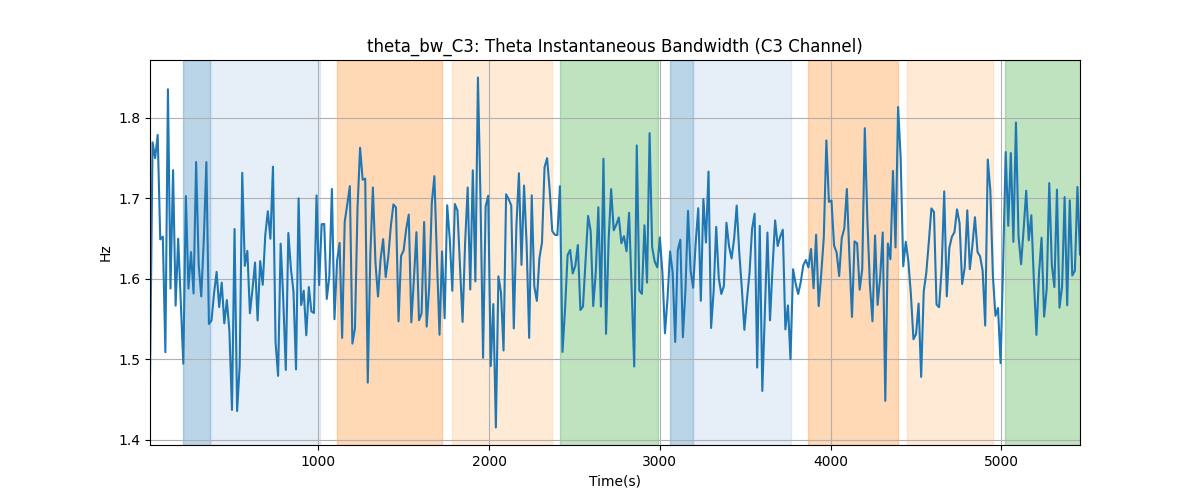 theta_bw_C3: Theta Instantaneous Bandwidth (C3 Channel)
Hz
1.8
1.7
1.6
1.5
1.4
1000 2000 3000 4000 5000
Time(s)